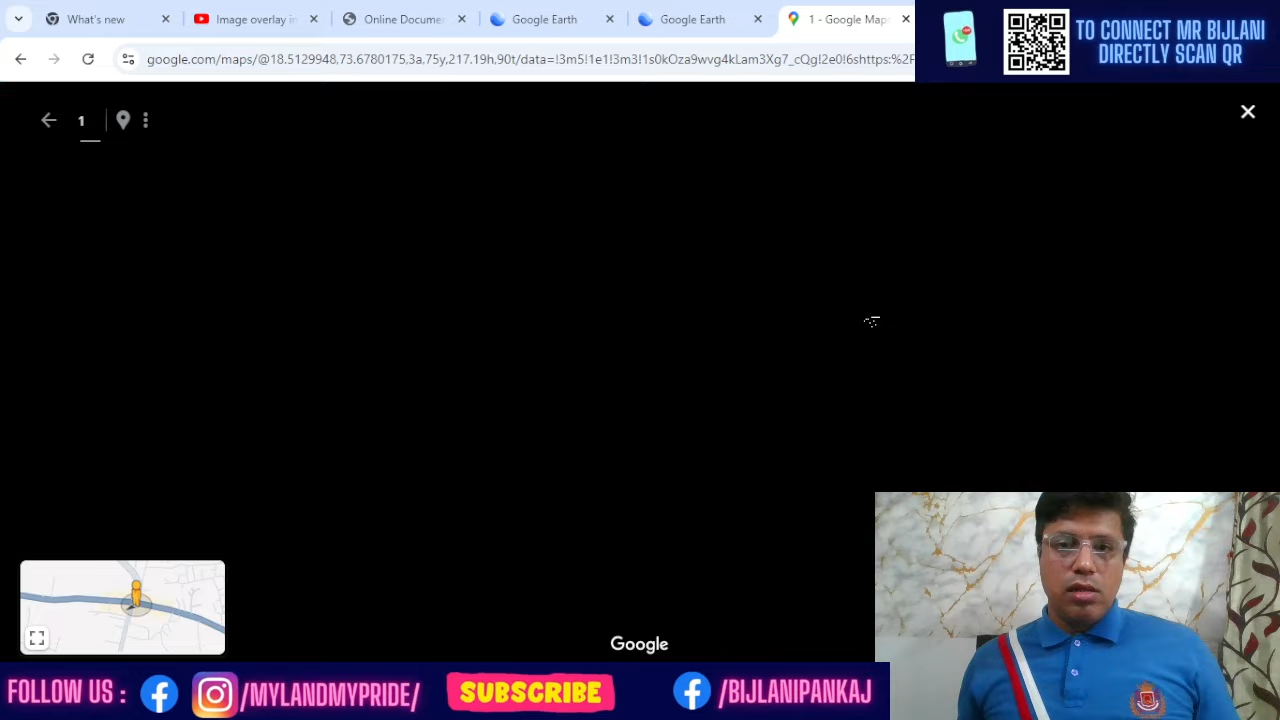 What's new
Image overlay in
Online Docume
Google Earth
Google Earth
1 - Google Maps
google.com/maps/@18.5129948,73.6780175,3a,75y,217.19h,90t/data=!3m5!1e1!3m3!1s0kOza9wvg4kLam3Xg7_cQg!2e0!6shttps:%2F
TO CONNECT MR BIJLANI
DIRECTLY SCAN QR
1
Google
FOLLOW US :
/MYLANDMYPRIDE/
SUBSCRIBE
/BIJLANIPANKAJ